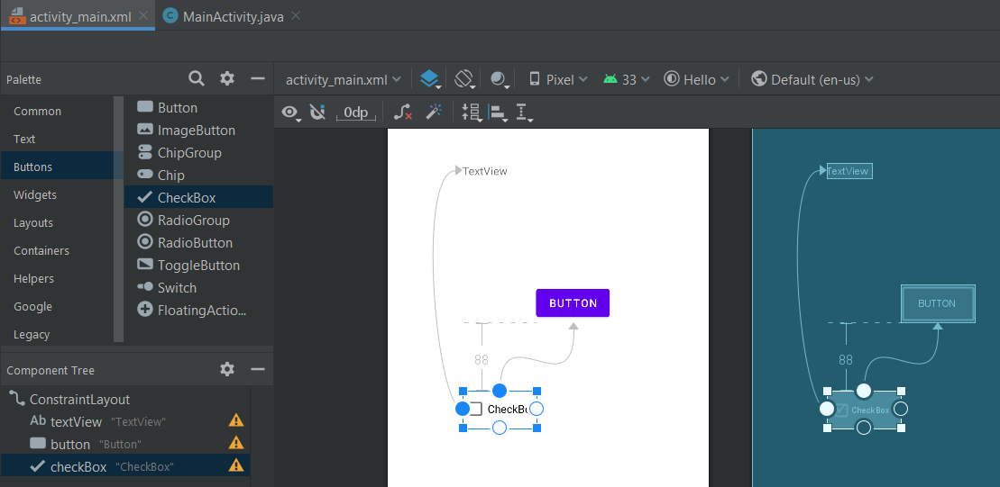 activity_main.xml MainActivity.java
Palette
activity_main.xml Pixel 33 Hello Default (en-us)
0dp
Common
Text
Buttons
Widgets
Layouts
Containers
Helpers
Google
Legacy
Button
ImageButton
ChipGroup
Chip
CheckBox
RadioGroup
RadioButton
ToggleButton
Switch
FloatingActio...
Component Tree
ConstraintLayout
Ab textView "TextView"
button "Button"
checkBox "CheckBox"
TextView
BUTTON
88
CheckBo
TextView
BUTTON
88
CheckBox